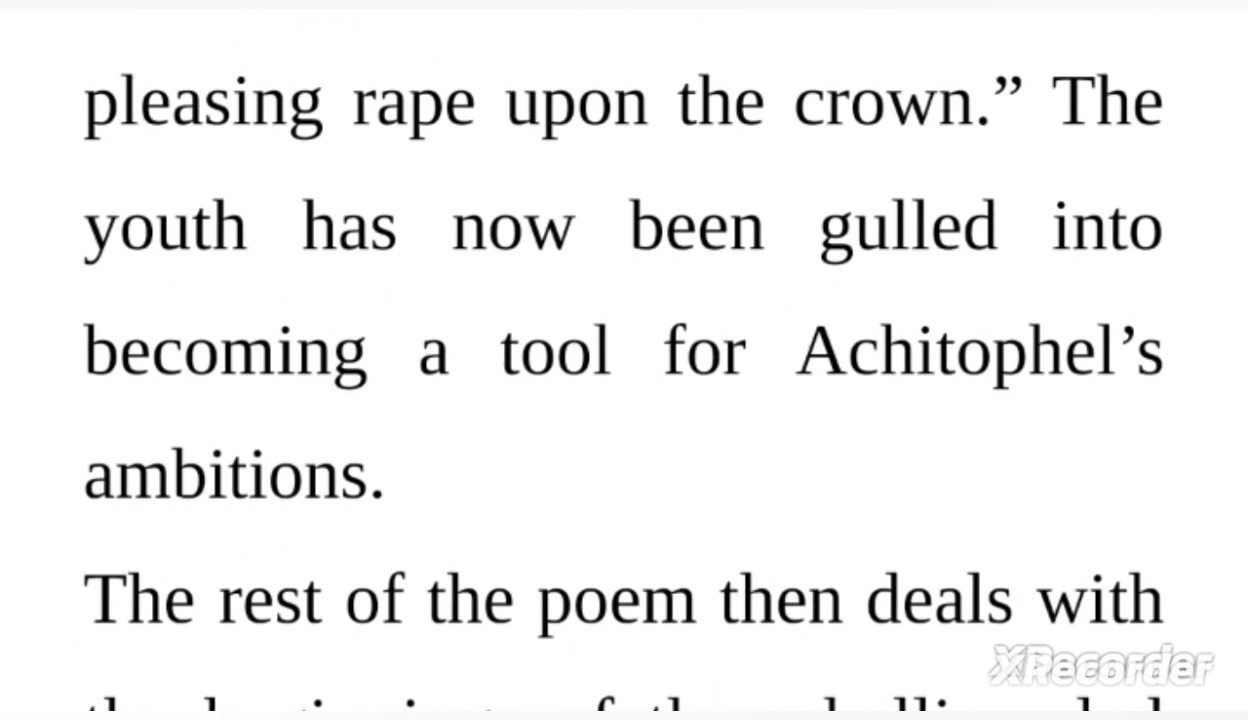 pleasing rape upon the crown.” The
youth has now been gulled into
becoming a tool for Achitophel’s
ambitions.
The rest of the poem then deals with
XRecorder